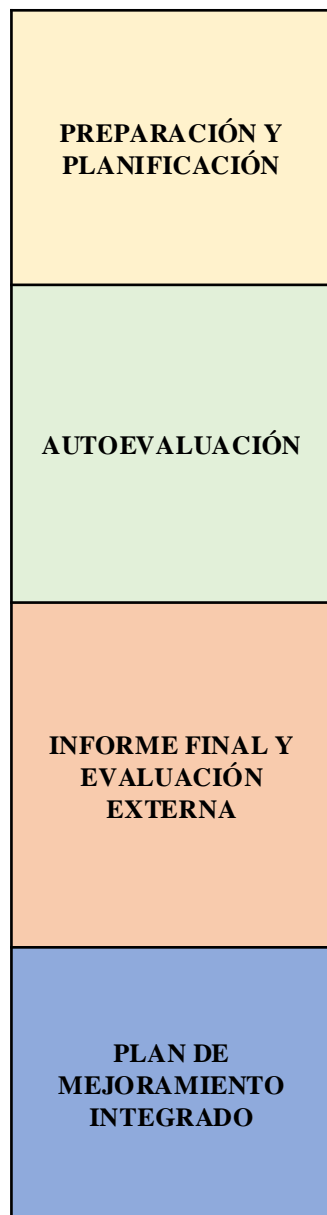 PREPARACIÓN Y
PLANIFICACIÓN
AUTOEVALUACIÓN
INFORME FINAL Y
EVALUACIÓN
EXTERNA
PLAN DE
MEJORAMIENTO
INTEGRADO